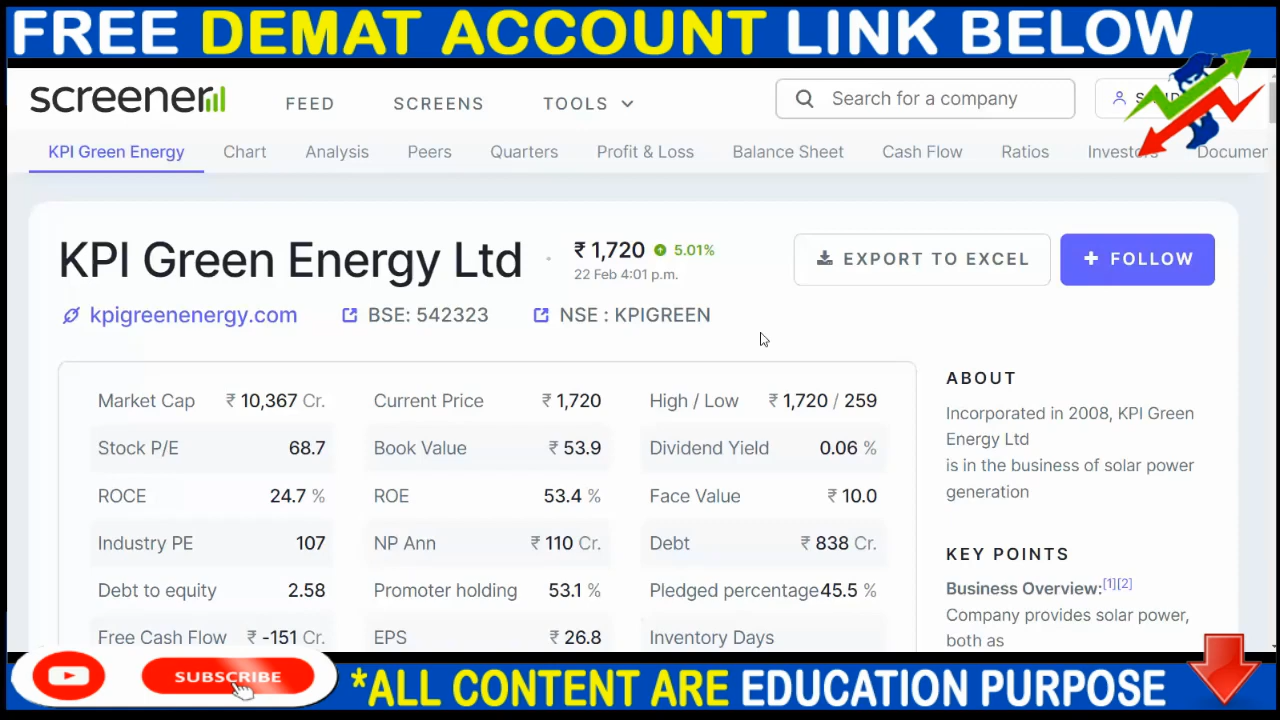 FREE DEMAT ACCOUNT LINK BELOW
screener
FEED SCREENS TOOLS
Search for a company
KPI Green Energy Chart Analysis Peers Quarters Profit & Loss Balance Sheet Cash Flow Ratios Investors Documen
KPI Green Energy Ltd
₹ 1,720 5.01%
22 Feb 4:01 p.m.
EXPORT TO EXCEL
+ FOLLOW
kpigreenenergy.com BSE: 542323 NSE : KPIGREEN
Market Cap ₹ 10,367 Cr. Current Price ₹ 1,720 High / Low ₹ 1,720 / 259
Stock P/E 68.7 Book Value ₹ 53.9 Dividend Yield 0.06 %
ROCE 24.7 % ROE 53.4 % Face Value ₹ 10.0
Industry PE 107 NP Ann ₹ 110 Cr. Debt ₹ 838 Cr.
Debt to equity 2.58 Promoter holding 53.1 % Pledged percentage 45.5 %
Free Cash Flow ₹ -151 Cr. EPS ₹ 26.8 Inventory Days
ABOUT
Incorporated in 2008, KPI Green
Energy Ltd
is in the business of solar power
generation
KEY POINTS
Business Overview:[1][2]
Company provides solar power,
both as
SUBSCRIBE
*ALL CONTENT ARE EDUCATION PURPOSE